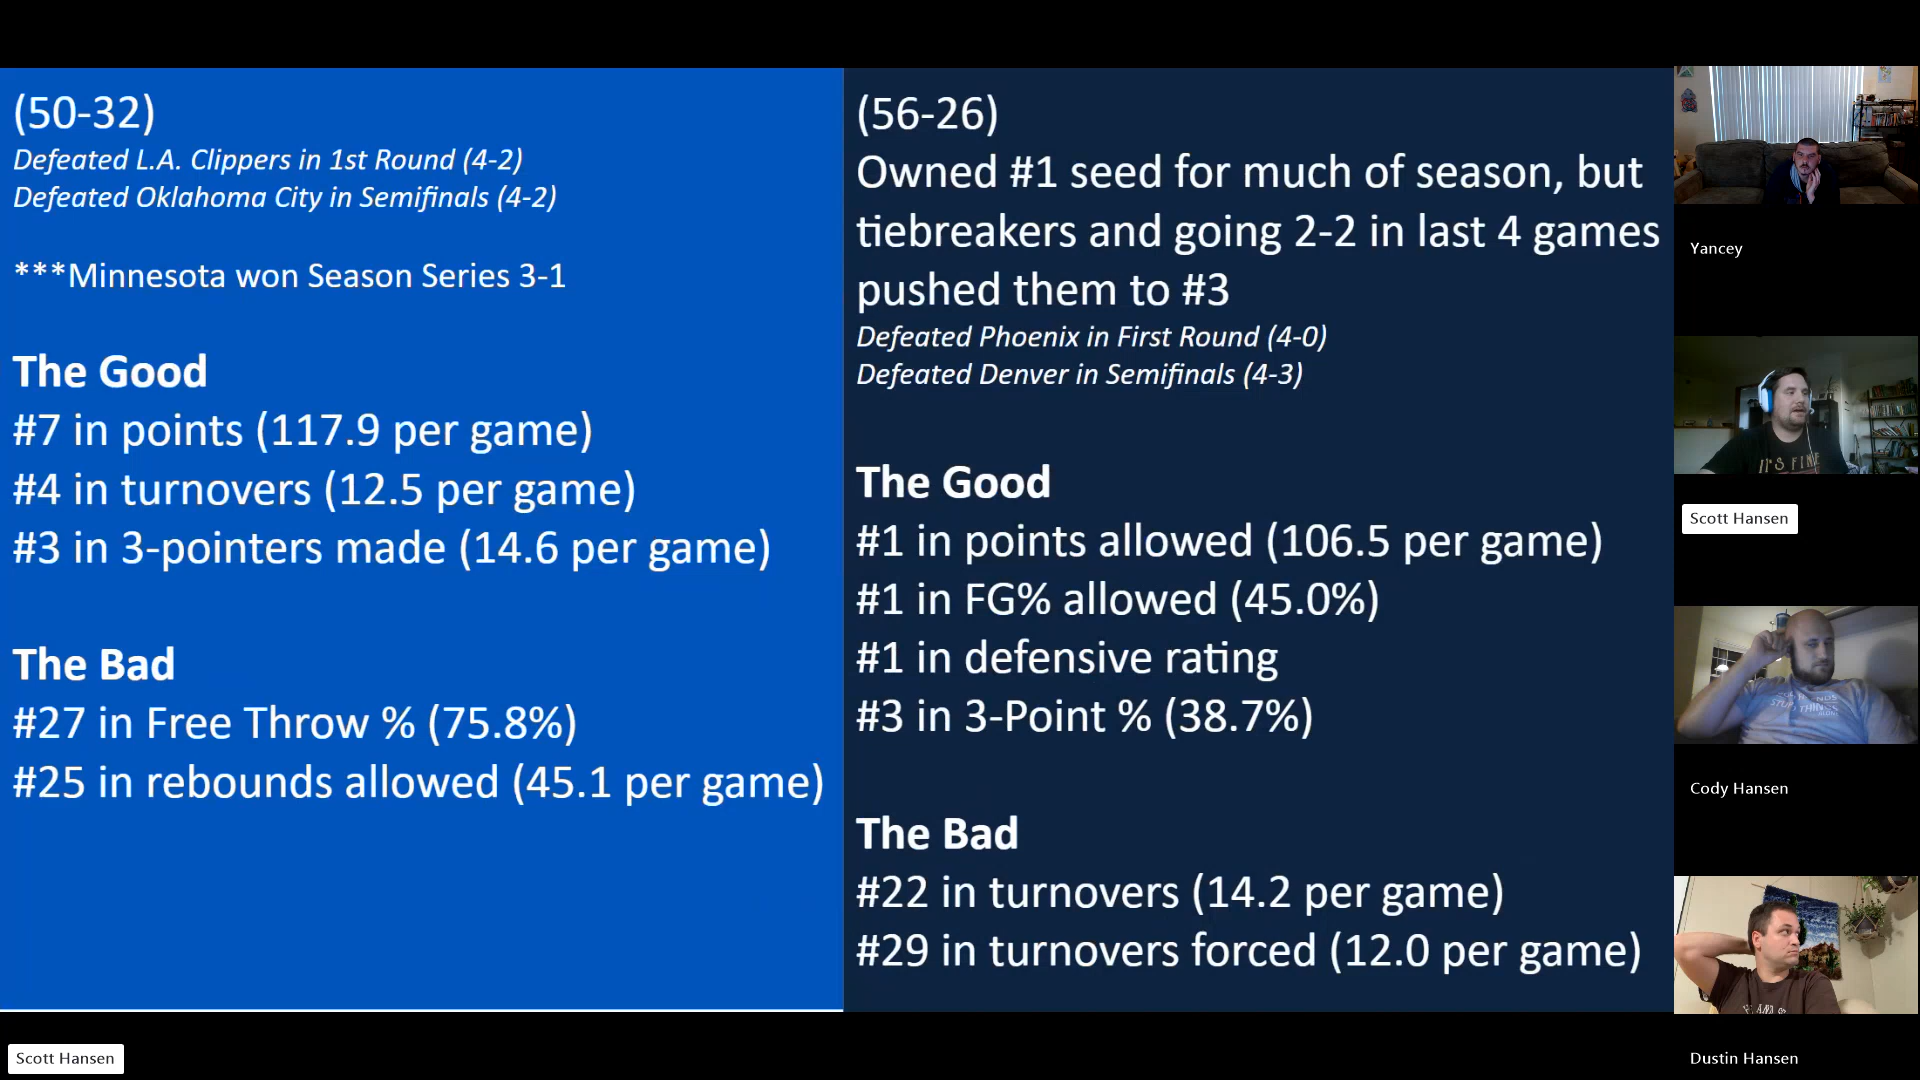 (50-32)
Defeated L.A. Clippers in 1st Round (4-2)
Defeated Oklahoma City in Semifinals (4-2)
***Minnesota won Season Series 3-1
The Good
#7 in points (117.9 per game)
#4 in turnovers (12.5 per game)
#3 in 3-pointers made (14.6 per game)
The Bad
#27 in Free Throw % (75.8%)
#25 in rebounds allowed (45.1 per game)
(56-26)
Owned #1 seed for much of season, but
tiebreakers and going 2-2 in last 4 games
pushed them to #3
Defeated Phoenix in First Round (4-0)
Defeated Denver in Semifinals (4-3)
The Good
#1 in points allowed (106.5 per game)
#1 in FG% allowed (45.0%)
#1 in defensive rating
#3 in 3-Point % (38.7%)
The Bad
#22 in turnovers (14.2 per game)
#29 in turnovers forced (12.0 per game)
Yancey
IT'S FINE
Scott Hansen
STUPID THINGS
Cody Hansen
Dustin Hansen
Scott Hansen